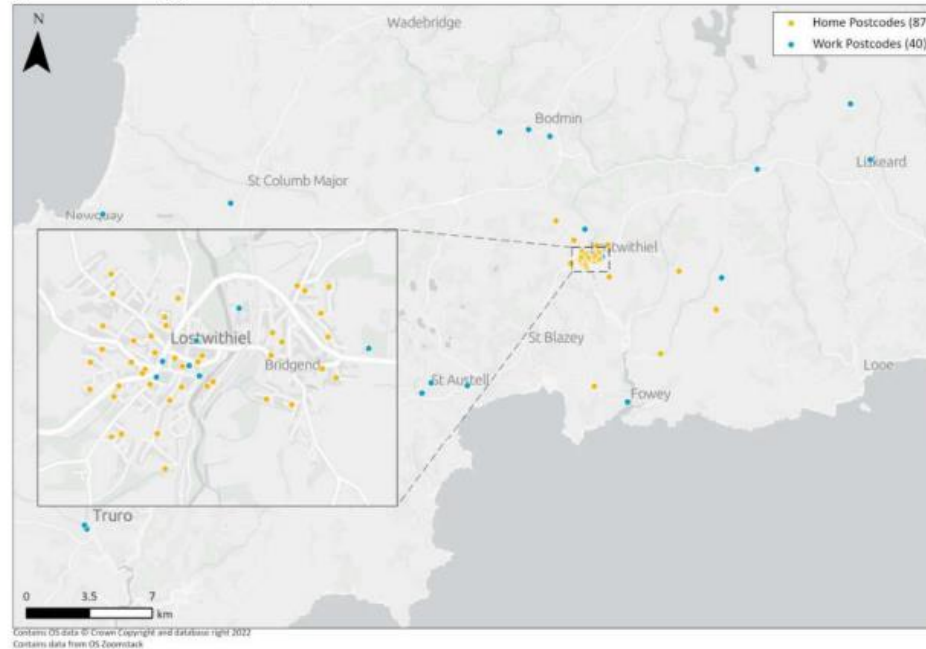 N
Home Postcodes (87
Work Postcodes (40)
Wadebridge
Bodmin
Liskeard
St Columb Major
Newquay
stwithiel
Lostwithiel
Bridgend
St Blazey
Looe
St Austell
Fowey
Truro
0 3.5 7
km
Contains OS data © Crown Copyright and database right 2022
Contains data from OS Zoomstack